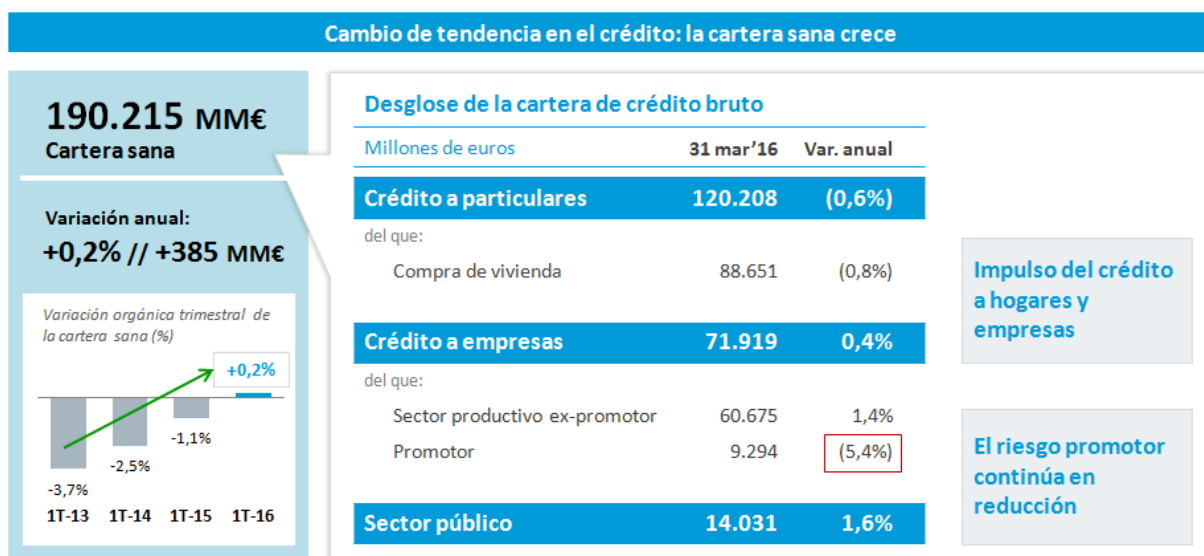 Cambio de tendencia en el crédito: la cartera sana crece
190.215 MM€
Cartera sana
Variación anual:
+0,2% // +385 MM€
Variación orgánica trimestral de
la cartera sana (%)
+0,2%
-1,1%
-2,5%
-3,7%
1T-13 1T-14 1T-15 1T-16
Desglose de la cartera de crédito bruto
Millones de euros 31 mar'16 Var. anual
Crédito a particulares 120.208 (0,6%)
del que:
Compra de vivienda 88.651 (0,8%)
Crédito a empresas 71.919 0,4%
del que:
Sector productivo ex-promotor 60.675 1,4%
Promotor 9.294 (5,4%)
Sector público 14.031 1,6%
Impulso del crédito
a hogares y
empresas
El riesgo promotor
continúa en
reducción